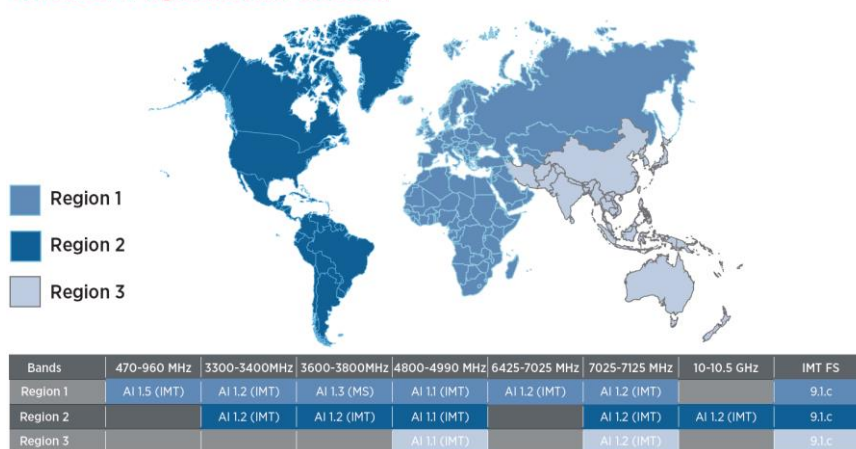 Region 1
Region 2
Region 3
Bands 470-960 MHz 3300-3400MHz 3600-3800MHz 4800-4990 MHz 6425-7025 MHz 7025-7125 MHz 10-10.5 GHz IMT FS
Region 1 AI 1.5 (IMT) AI 1.2 (IMT) AI 1.3 (MS) AI 1.1 (IMT) AI 1.2 (IMT) AI 1.2 (IMT) 9.1.c
Region 2 AI 1.2 (IMT) AI 1.2 (IMT) AI 1.1 (IMT) AI 1.2 (IMT) AI 1.2 (IMT) 9.1.c
Region 3 AI 1.1 (IMT) AI 1.2 (IMT) 9.1.c